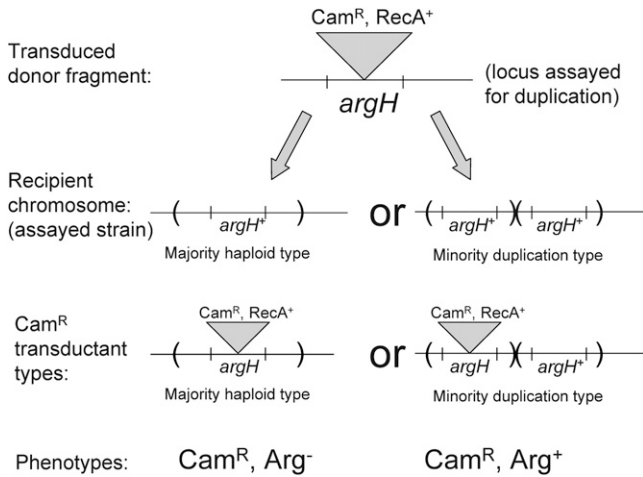 Cam^R, RecA^+
Transduced
donor fragment:
argH
(locus assayed
for duplication)
Recipient
chromosome:
(assayed strain)
( argH^+ )
or
( argH^+ )( argH^+ )
Majority haploid type
Minority duplication type
Cam^R
transductant
types:
Cam^R, RecA^+
( argH )
or
Cam^R, RecA^+
( argH )( argH^+ )
Majority haploid type
Minority duplication type
Phenotypes:
Cam^R, Arg^-
Cam^R, Arg^+